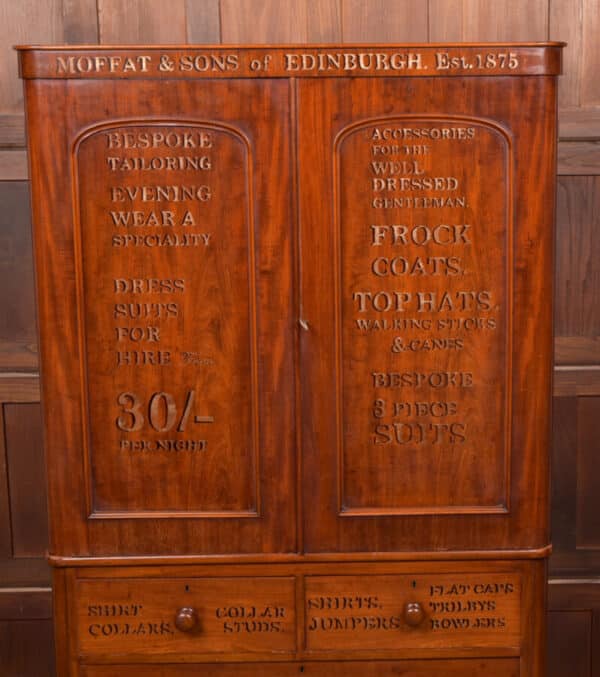 MOFFAT & SONS of EDINBURGH. Est. 1875
BESPOKE
TAILORING
EVENING
WEAR A
SPECIALITY
DRESS
SUITS
FOR
HIRE
30/-
PER NIGHT
ACCESSORIES
FOR THE
WELL
DRESSED
GENTLEMAN.
FROCK
COATS.
TOP HATS.
WALKING STICKS
& CANES
BESPOKE
3 PIECE
SUITS
SHIRT
COLLARS.
COLLAR
STUDS.
SHIRTS.
JUMPERS
FLAT CAPS
TRILBYS
BOWLERS